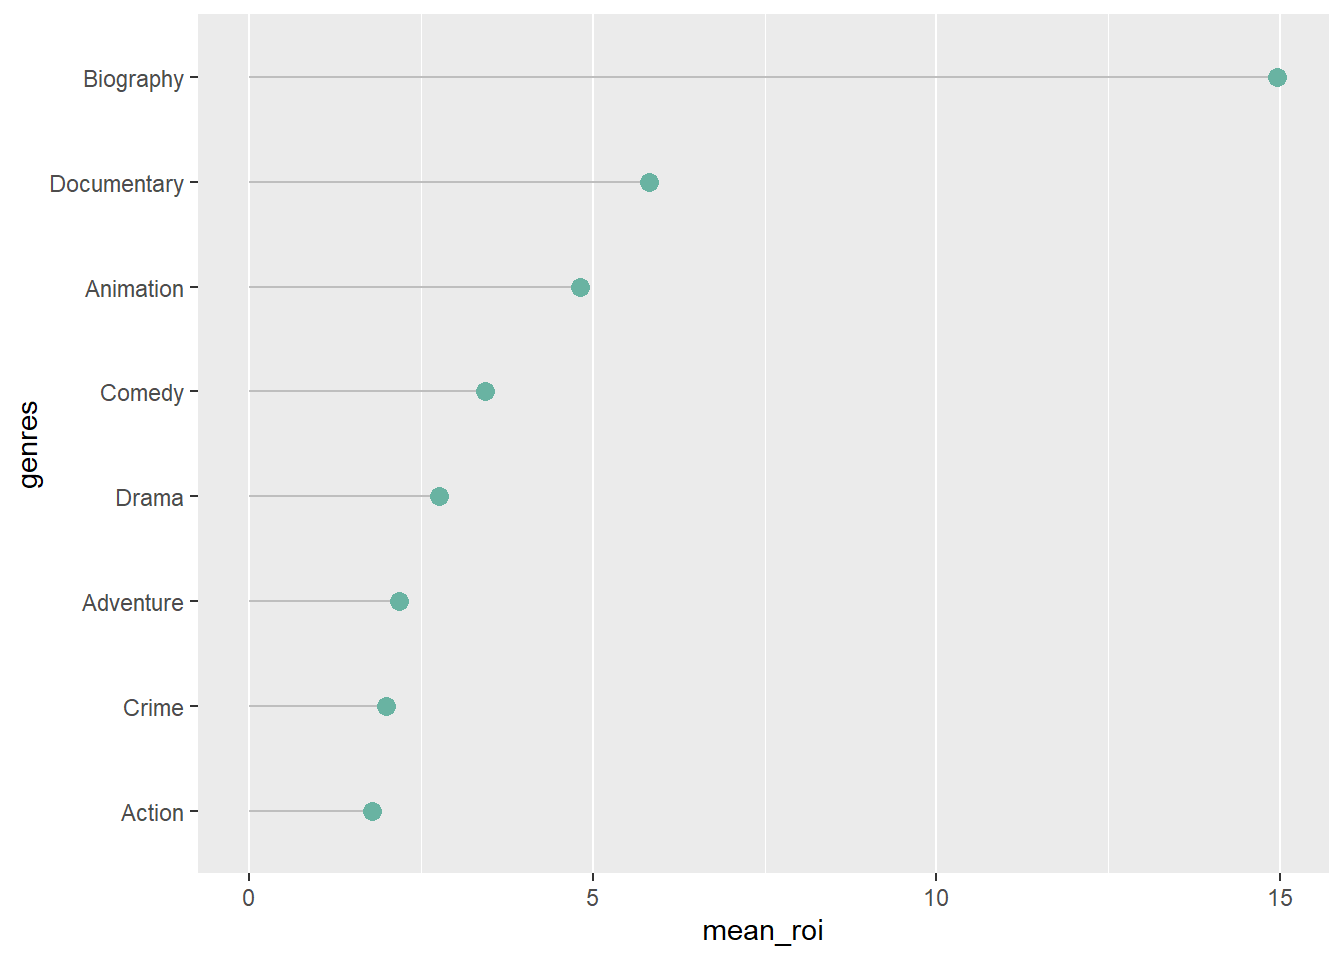 Biography
Documentary
Animation
Comedy
Drama
Adventure
Crime
Action
genres
0 5 10 15
mean_roi